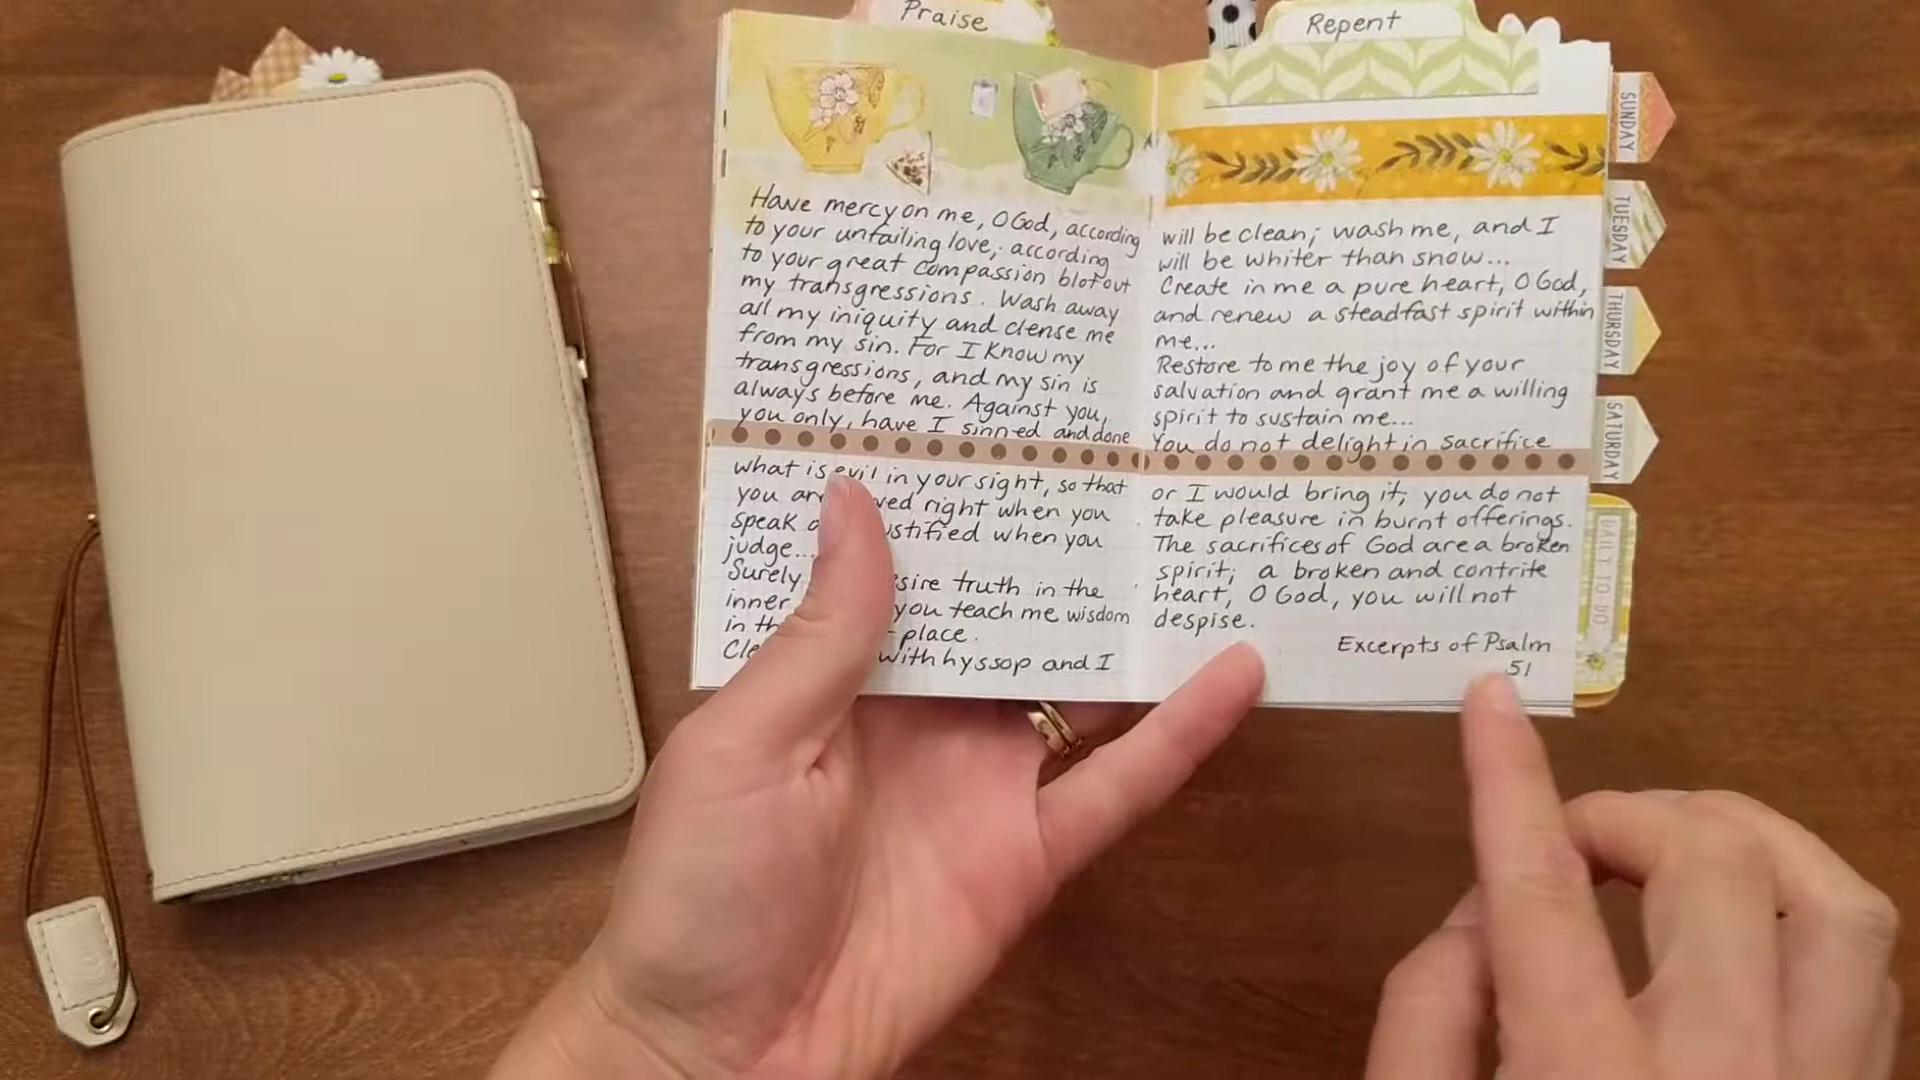 Praise
Have mercy on me, O God, according
to your unfailing love; according
to your great compassion blot out
my transgressions. Wash away
all my iniquity and clense me
from my sin. For I Know my
transgressions, and my sin is
always before me. Against you,
you only, have I sinned and done
what is evil in your sight, so that
you are right when you
speak when you
judge...
Surely truth in the
inner you teach me wisdom
in place.
with hyssop and I
Repent
will be clean; wash me, and I
will be whiter than snow...
Create in me a pure heart, O God,
and renew a steadfast spirit within
me...
Restore to me the joy of your
salvation and grant me a willing
spirit to sustain me...
You do not delight in sacrifice
or I would bring it; you do not
take pleasure in burnt offerings.
The sacrifices of God are a broken
spirit; a broken and contrite
heart, O God, you will not
despise.
Excerpts of Psalm
51
SUNDAY
TUESDAY
THURSDAY
SATURDAY
DAILY TO DO